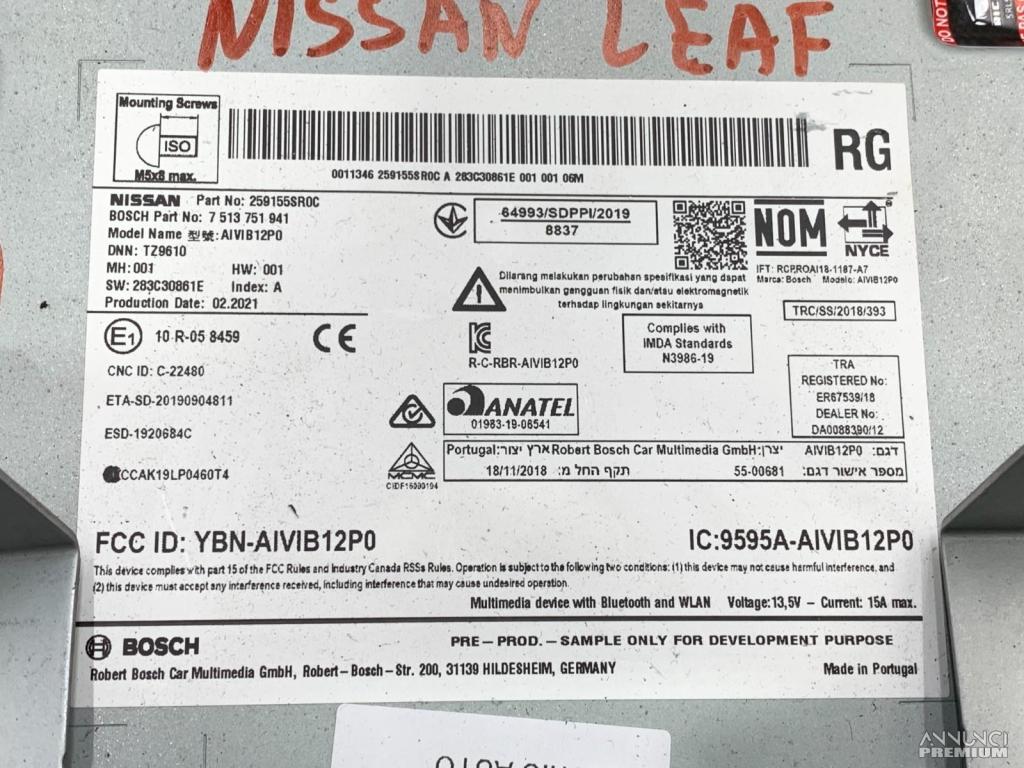 NISSAN LEAF
DO NOT
Mounting Screws
ISO
M5x8 max.
0011346 259155SR0C A 283C30861E 001 001 06M
RG
NISSAN Part No: 259155SR0C
BOSCH Part No: 7 513 751 941
Model Name 型號:AIVIB12P0
DNN: TZ9610
MH: 001 HW: 001
SW: 283C30861E Index: A
Production Date: 02.2021
64993/SDPPI/2019
8837
NOM
NYCE
IFT: RCPROAI18-1187-A7
Marca: Bosch Modelo: AIVIB12P0
Dilarang melakukan perubahan spesifikasi yang dapat
menimbulkan gangguan fisik dan/atau elektromagnetik
terhadap lingkungan sekitarnya
TRC/SS/2018/393
E1 10 R-05 8459
CE
R-C-RBR-AIVIB12P0
Complies with
IMDA Standards
N3986-19
CNC ID: C-22480
ETA-SD-20190904811
ESD-1920684C
CCAK19LP0460T4
ANATEL
01983-19-06541
TRA
REGISTERED No:
ER67539/18
DEALER No:
DA0088390/12
MCMC
CIDF16000194
דגם: AIVIB12P0 יצרן:Robert Bosch Car Multimedia GmbH ארץ יצור:Portugal
מספר אישור דגם: 55-00681 תקף החל מ: 18/11/2018
FCC ID: YBN-AIVIB12P0
IC:9595A-AIVIB12P0
This device complies with part 15 of the FCC Rules and Industry Canada RSSs Rules. Operation is subject to the following two conditions: (1) this device may not cause harmful interference, and
(2) this device must accept any interference received, including interference that may cause undesired operation.
Multimedia device with Bluetooth and WLAN Voltage:13,5V – Current: 15A max.
BOSCH
PRE–PROD.–SAMPLE ONLY FOR DEVELOPMENT PURPOSE
Robert Bosch Car Multimedia GmbH, Robert–Bosch–Str. 200, 31139 HILDESHEIM, GERMANY
Made in Portugal
AUTO
ANNUNCI
PREMIUM